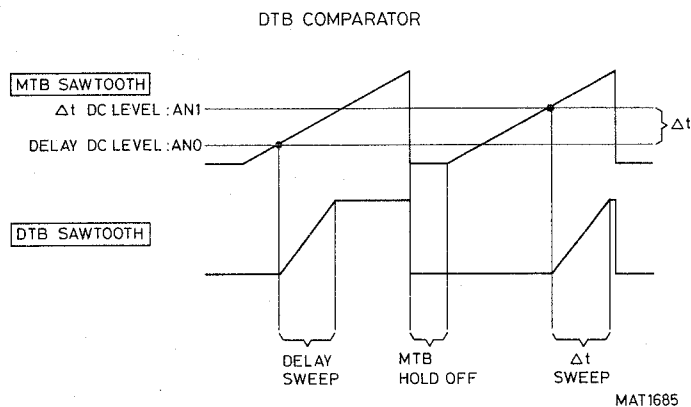 DTB COMPARATOR
MTB SAWTOOTH
Δt DC LEVEL : AN1
Δt
DELAY DC LEVEL : AN0
DTB SAWTOOTH
DELAY SWEEP
MTB HOLD OFF
Δt SWEEP
MAT1685